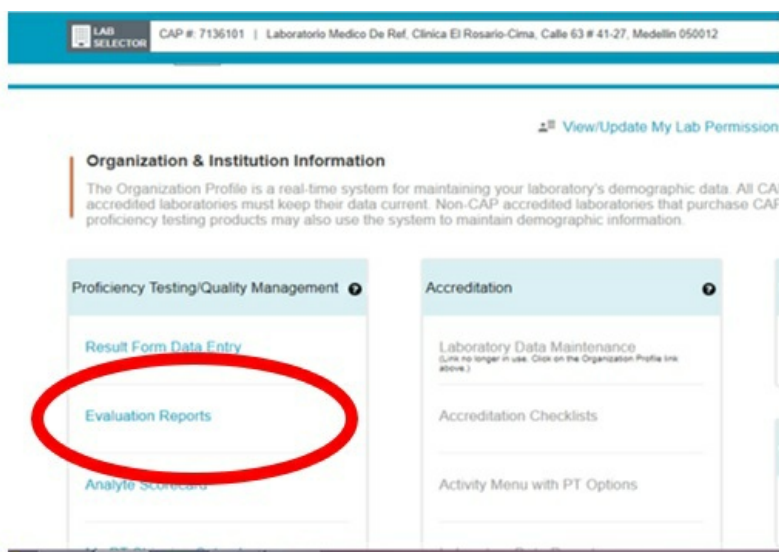 LAB
SELECTOR
CAP #: 7136101 | Laboratorio Medico De Ref, Clinica El Rosario-Cima, Calle 63 # 41-27, Medellin 050012
View/Update My Lab Permission
Organization & Institution Information
The Organization Profile is a real-time system for maintaining your laboratory's demographic data. All CAP
accredited laboratories must keep their data current. Non-CAP accredited laboratories that purchase CAP
proficiency testing products may also use the system to maintain demographic information.
Proficiency Testing/Quality Management
Result Form Data Entry
Evaluation Reports
Analyte Scorecard
Accreditation
Laboratory Data Maintenance
(Link no longer in use. Click on the Organization Profile link
above.)
Accreditation Checklists
Activity Menu with PT Options